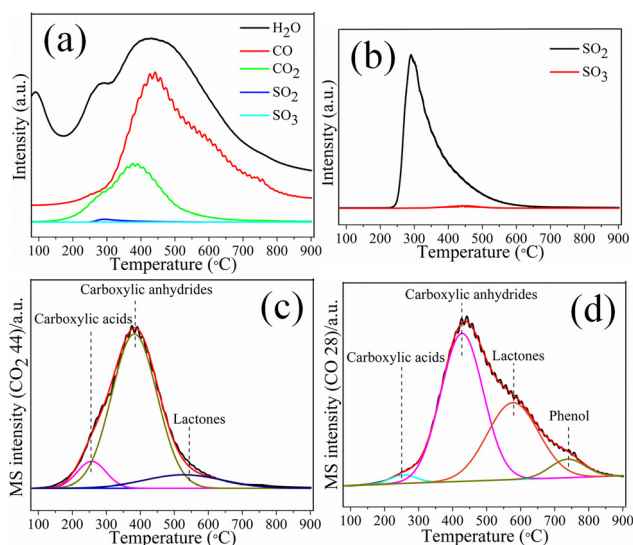 (a)
H2O
CO
CO2
SO2
SO3
Intensity (a.u.)
100 200 300 400 500 600 700 800 900
Temperature (°C)
(b)
SO2
SO3
Intensity (a.u.)
100 200 300 400 500 600 700 800 900
Temperature (°C)
(c)
Carboxylic anhydrides
Carboxylic acids
Lactones
MS intensity (CO2 44)/a.u.
100 200 300 400 500 600 700 800 900
Temperature (°C)
(d)
Carboxylic anhydrides
Lactones
Carboxylic acids
Phenol
MS intensity (CO 28)/a.u.
100 200 300 400 500 600 700 800 900
Temperature (°C)